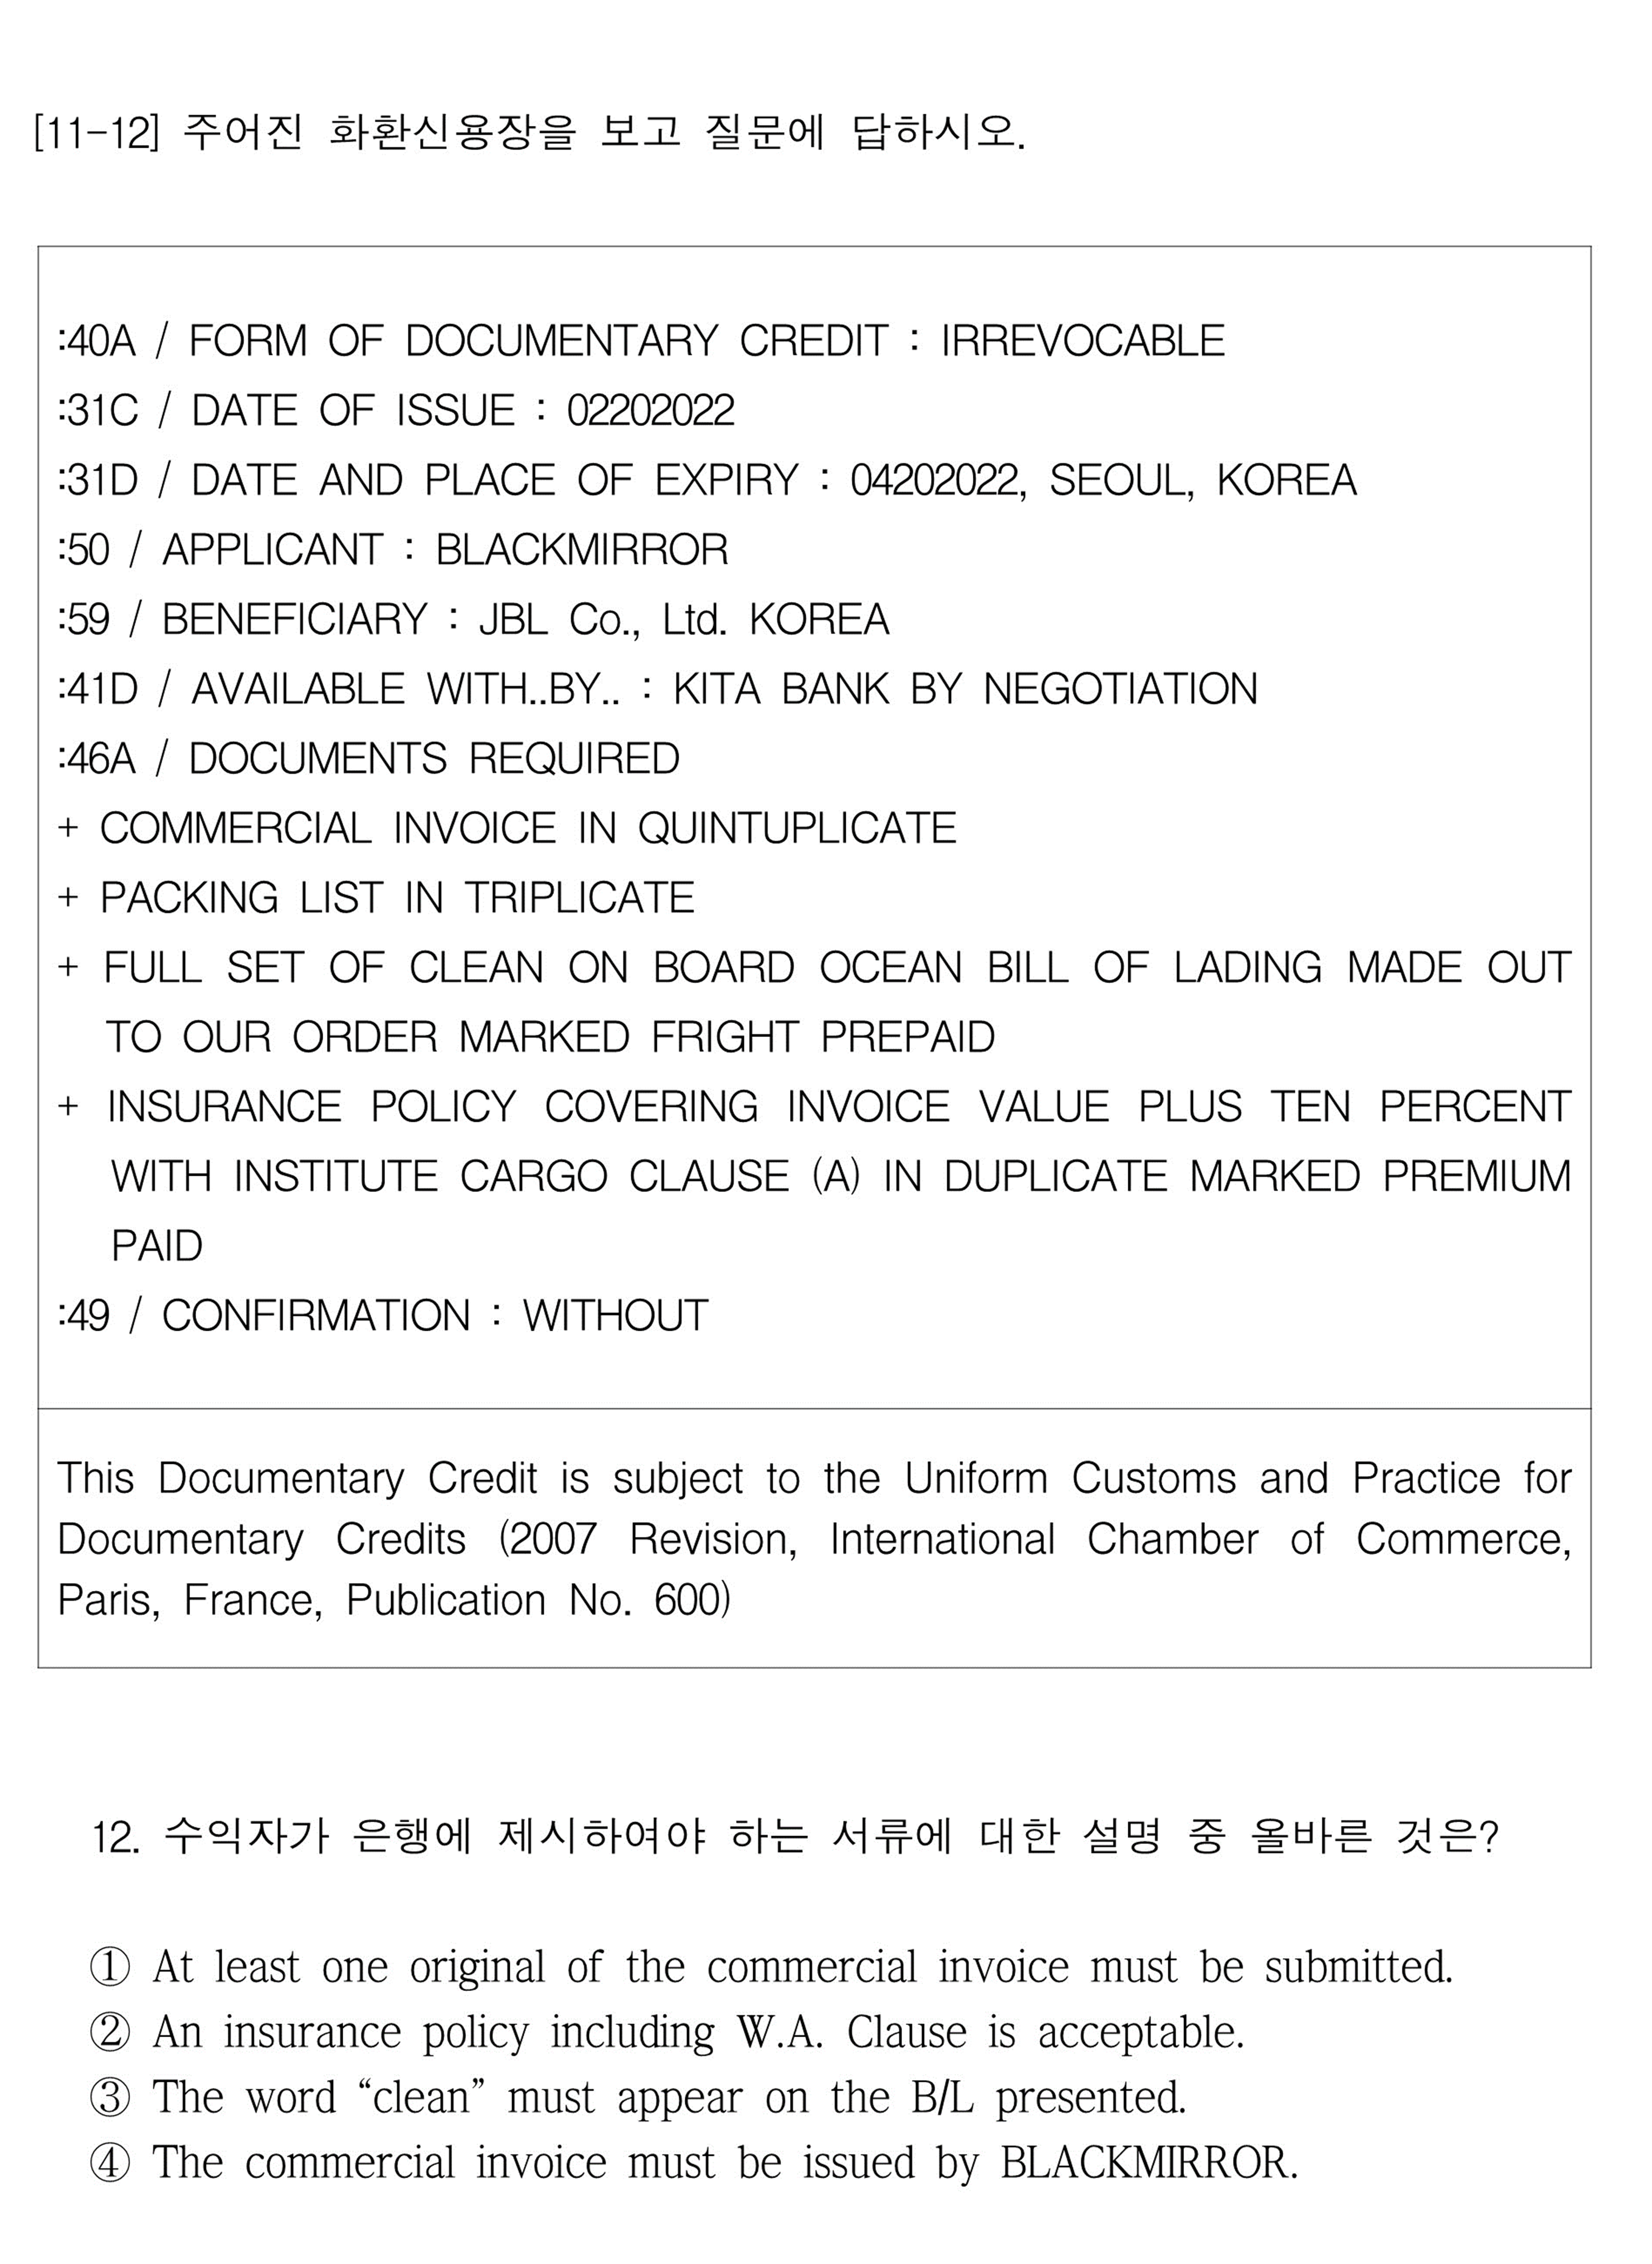 [11-12] 주어진 화환신용장을 보고 질문에 답하시오.
:40A / FORM OF DOCUMENTARY CREDIT : IRREVOCABLE
:31C / DATE OF ISSUE : 02202022
:31D / DATE AND PLACE OF EXPIRY : 04202022, SEOUL, KOREA
:50 / APPLICANT : BLACKMIRROR
:59 / BENEFICIARY : JBL Co., Ltd. KOREA
:41D / AVAILABLE WITH..BY.. : KITA BANK BY NEGOTIATION
:46A / DOCUMENTS REQUIRED
+ COMMERCIAL INVOICE IN QUINTUPLICATE
+ PACKING LIST IN TRIPLICATE
+ FULL SET OF CLEAN ON BOARD OCEAN BILL OF LADING MADE OUT
TO OUR ORDER MARKED FRIGHT PREPAID
+ INSURANCE POLICY COVERING INVOICE VALUE PLUS TEN PERCENT
WITH INSTITUTE CARGO CLAUSE (A) IN DUPLICATE MARKED PREMIUM
PAID
:49 / CONFIRMATION : WITHOUT
This Documentary Credit is subject to the Uniform Customs and Practice for
Documentary Credits (2007 Revision, International Chamber of Commerce,
Paris, France, Publication No. 600)
12. 수익자가 은행에 제시하여야 하는 서류에 대한 설명 중 올바른 것은?
① At least one original of the commercial invoice must be submitted.
② An insurance policy including W.A. Clause is acceptable.
③ The word “clean” must appear on the B/L presented.
④ The commercial invoice must be issued by BLACKMIRROR.